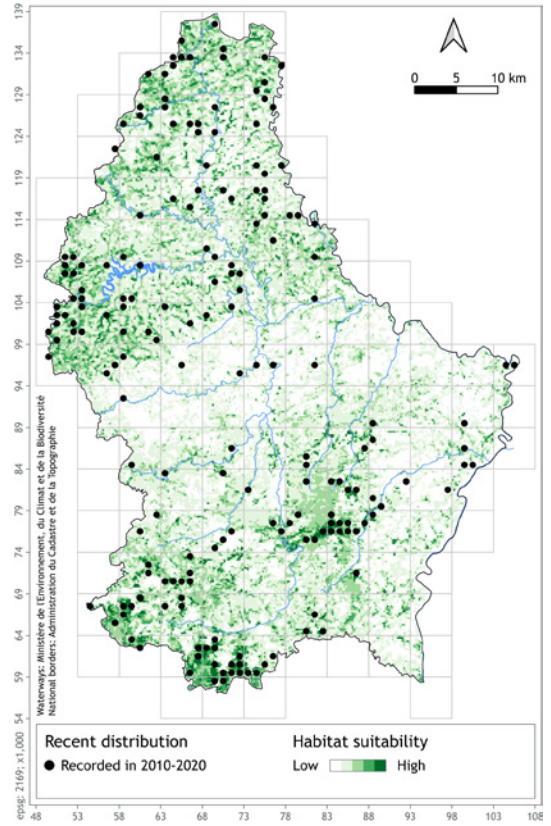 139
134
129
124
119
114
109
104
99
94
89
84
79
74
69
64
59
54
0 5 10 km
Waterways: Ministère de l'Environnement, du Climat et de la Biodiversité
National borders: Administration du Cadastre et de la Topographie
epsg: 2169; x1,000
Recent distribution
Recorded in 2010-2020
Habitat suitability
Low High
48 53 58 63 68 73 78 83 88 93 98 103 108